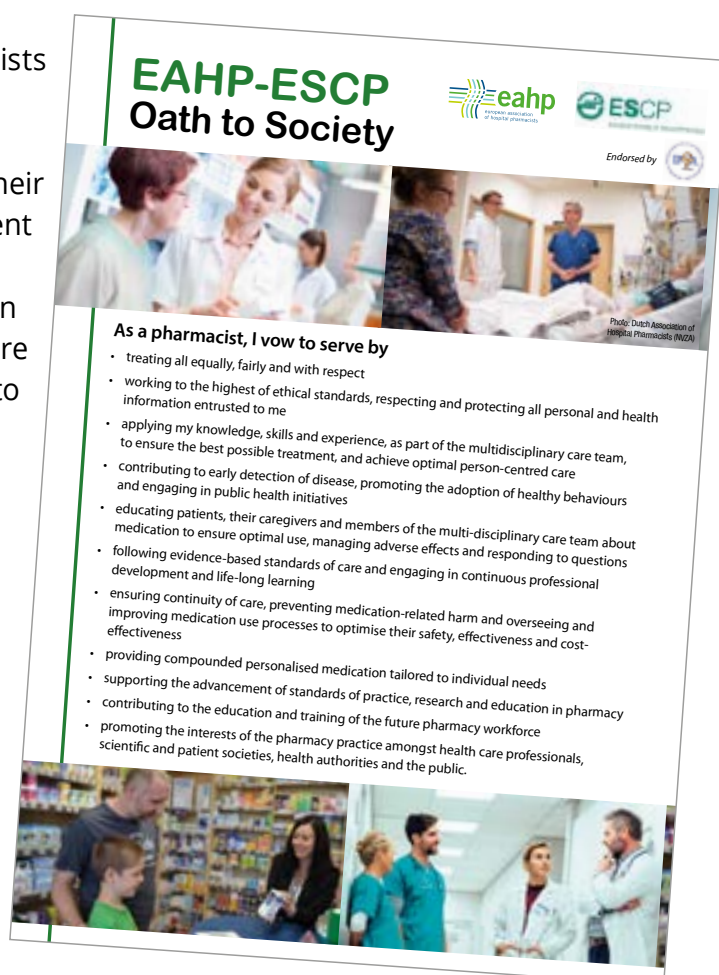 ists
heir
ent
n
re
to
EAHP-ESCP
Oath to Society
eahp
european association
of hospital pharmacists
ESCP
Endorsed by
Photo: Dutch Association of
Hospital Pharmacists (NVZA)
As a pharmacist, I vow to serve by
• treating all equally, fairly and with respect
• working to the highest of ethical standards, respecting and protecting all personal and health
information entrusted to me
• applying my knowledge, skills and experience, as part of the multidisciplinary care team,
to ensure the best possible treatment, and achieve optimal person-centred care
• contributing to early detection of disease, promoting the adoption of healthy behaviours
and engaging in public health initiatives
• educating patients, their caregivers and members of the multi-disciplinary care team about
medication to ensure optimal use, managing adverse effects and responding to questions
• following evidence-based standards of care and engaging in continuous professional
development and life-long learning
• ensuring continuity of care, preventing medication-related harm and overseeing and
improving medication use processes to optimise their safety, effectiveness and cost-
effectiveness
• providing compounded personalised medication tailored to individual needs
• supporting the advancement of standards of practice, research and education in pharmacy
• contributing to the education and training of the future pharmacy workforce
• promoting the interests of the pharmacy practice amongst health care professionals,
scientific and patient societies, health authorities and the public.